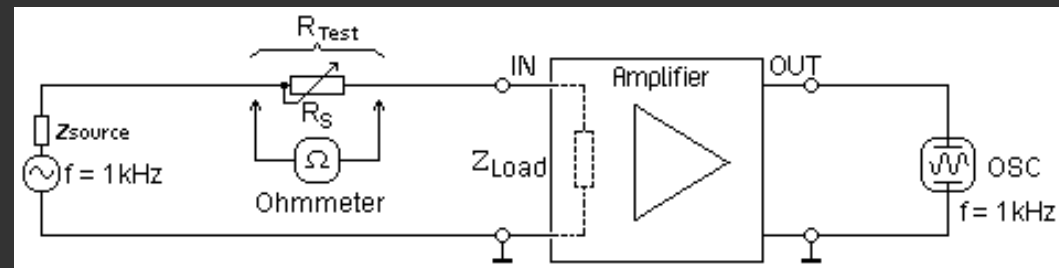 RTest
IN
Amplifier
OUT
RS
Zsource
Ω
ZLoad
OSC
f = 1kHz
Ohmmeter
f = 1kHz